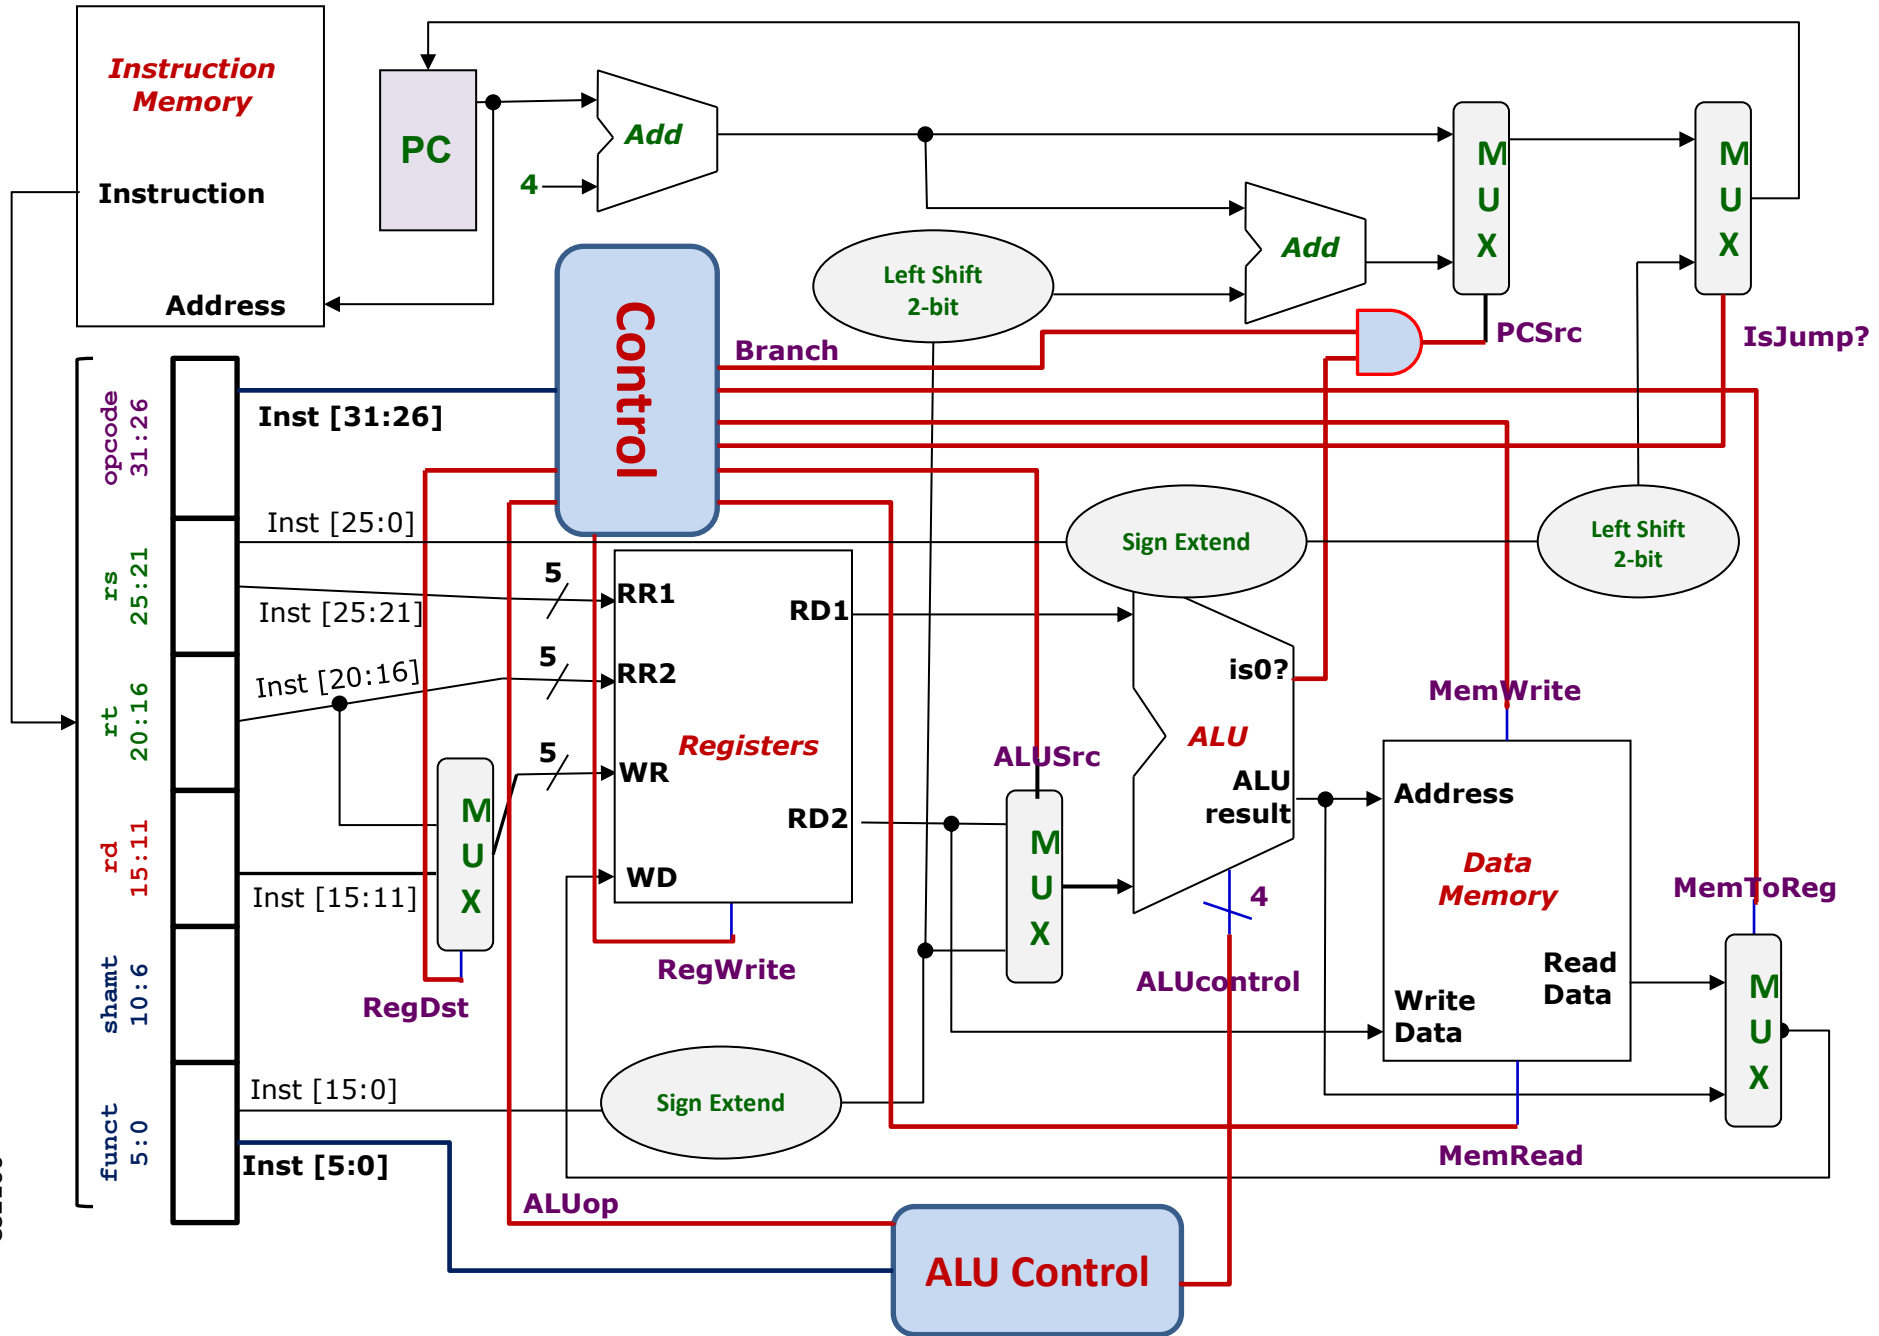 Instruction
Memory
Instruction
Address
PC
4
Add
Add
M
U
X
M
U
X
Left Shift
2-bit
Control
Branch
PCSrc
IsJump?
opcode
31:26
Inst [31:26]
Inst [25:0]
Sign Extend
Left Shift
2-bit
rs
25:21
Inst [25:21]
5
RR1
RD1
rt
20:16
Inst [20:16]
5
RR2
is0?
MemWrite
Registers
ALU
ALUSrc
5
WR
ALU
result
Address
RD2
M
U
X
rd
15:11
Inst [15:11]
WD
M
U
X
Data
Memory
MemToReg
4
RegWrite
ALUcontrol
RegDst
Read
Data
Write
Data
M
U
X
shamt
10:6
Inst [15:0]
Sign Extend
funct
5:0
Inst [5:0]
MemRead
ALUop
ALU Control